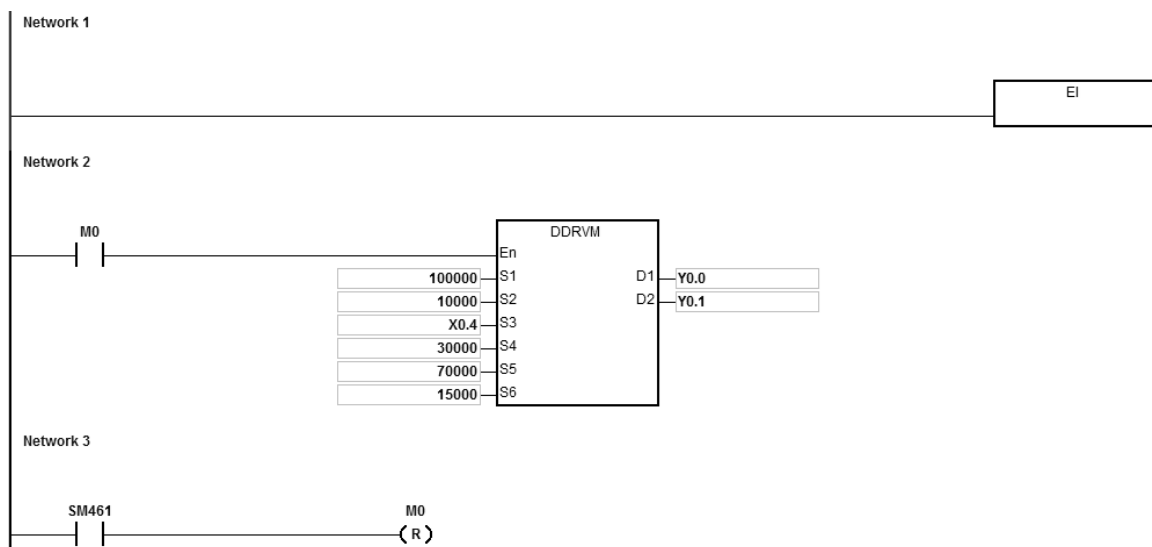 Network 1
EI
Network 2
M0
DDRVM
En
100000 S1 D1 Y0.0
10000 S2 D2 Y0.1
X0.4 S3
30000 S4
70000 S5
15000 S6
Network 3
SM461 M0
( R )